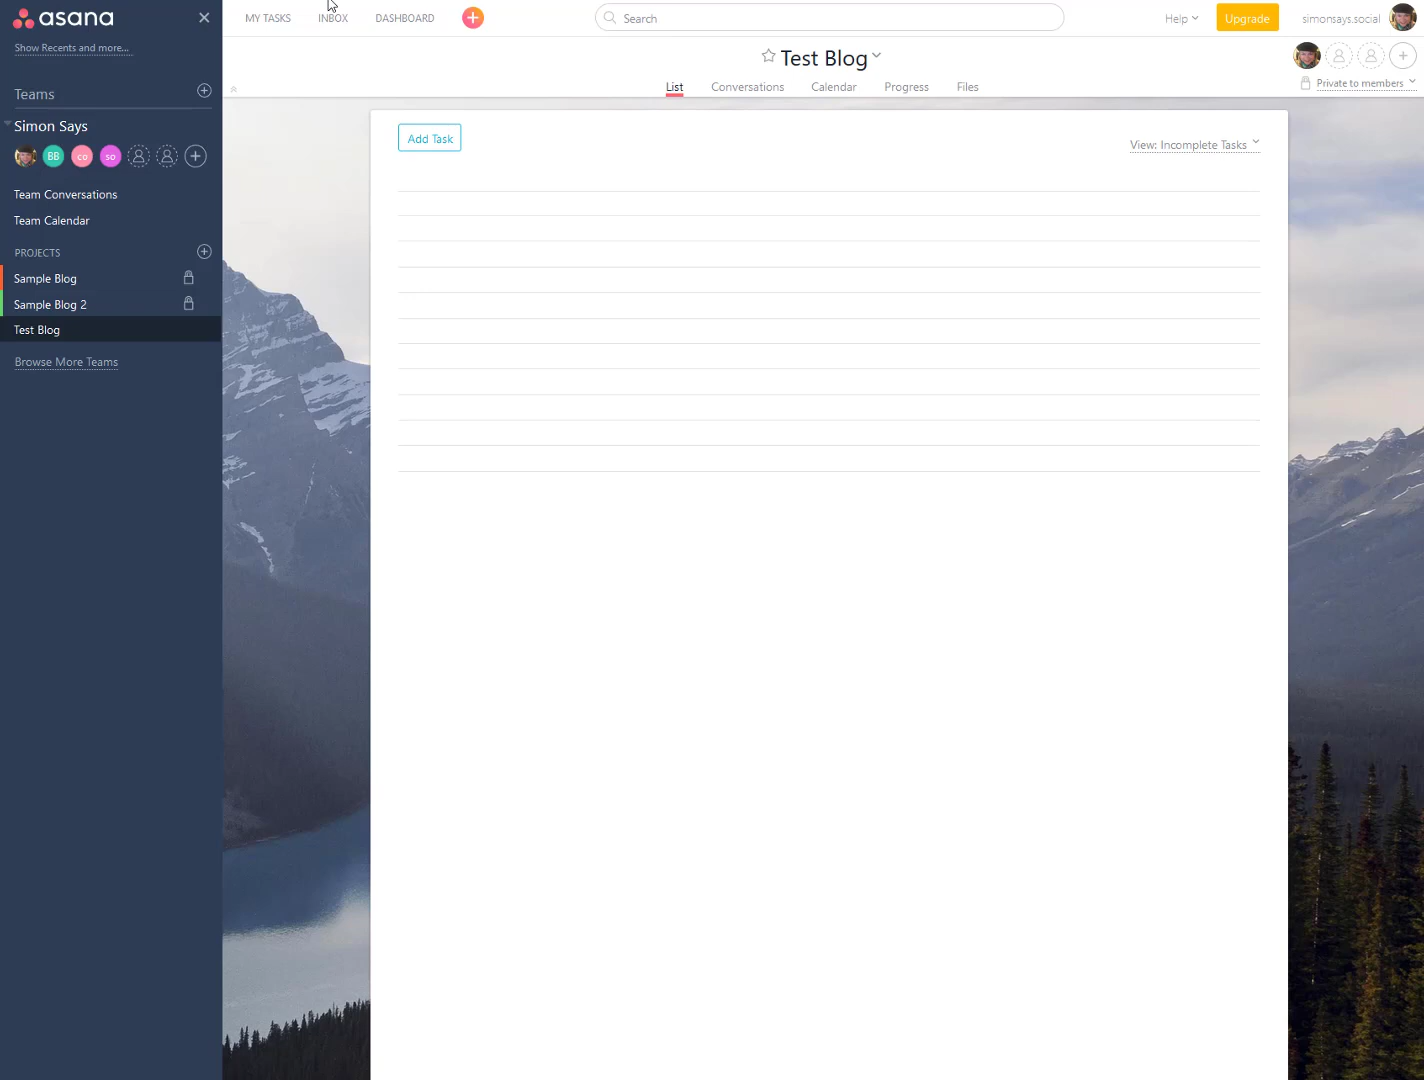 asana
Show Recents and more...
Teams
Simon Says
BB co so
Team Conversations
Team Calendar
PROJECTS
Sample Blog
Sample Blog 2
Test Blog
Browse More Teams
MY TASKS INBOX DASHBOARD
Search
Help
Upgrade
simonsays.social
Test Blog
Private to members
List Conversations Calendar Progress Files
Add Task
View: Incomplete Tasks